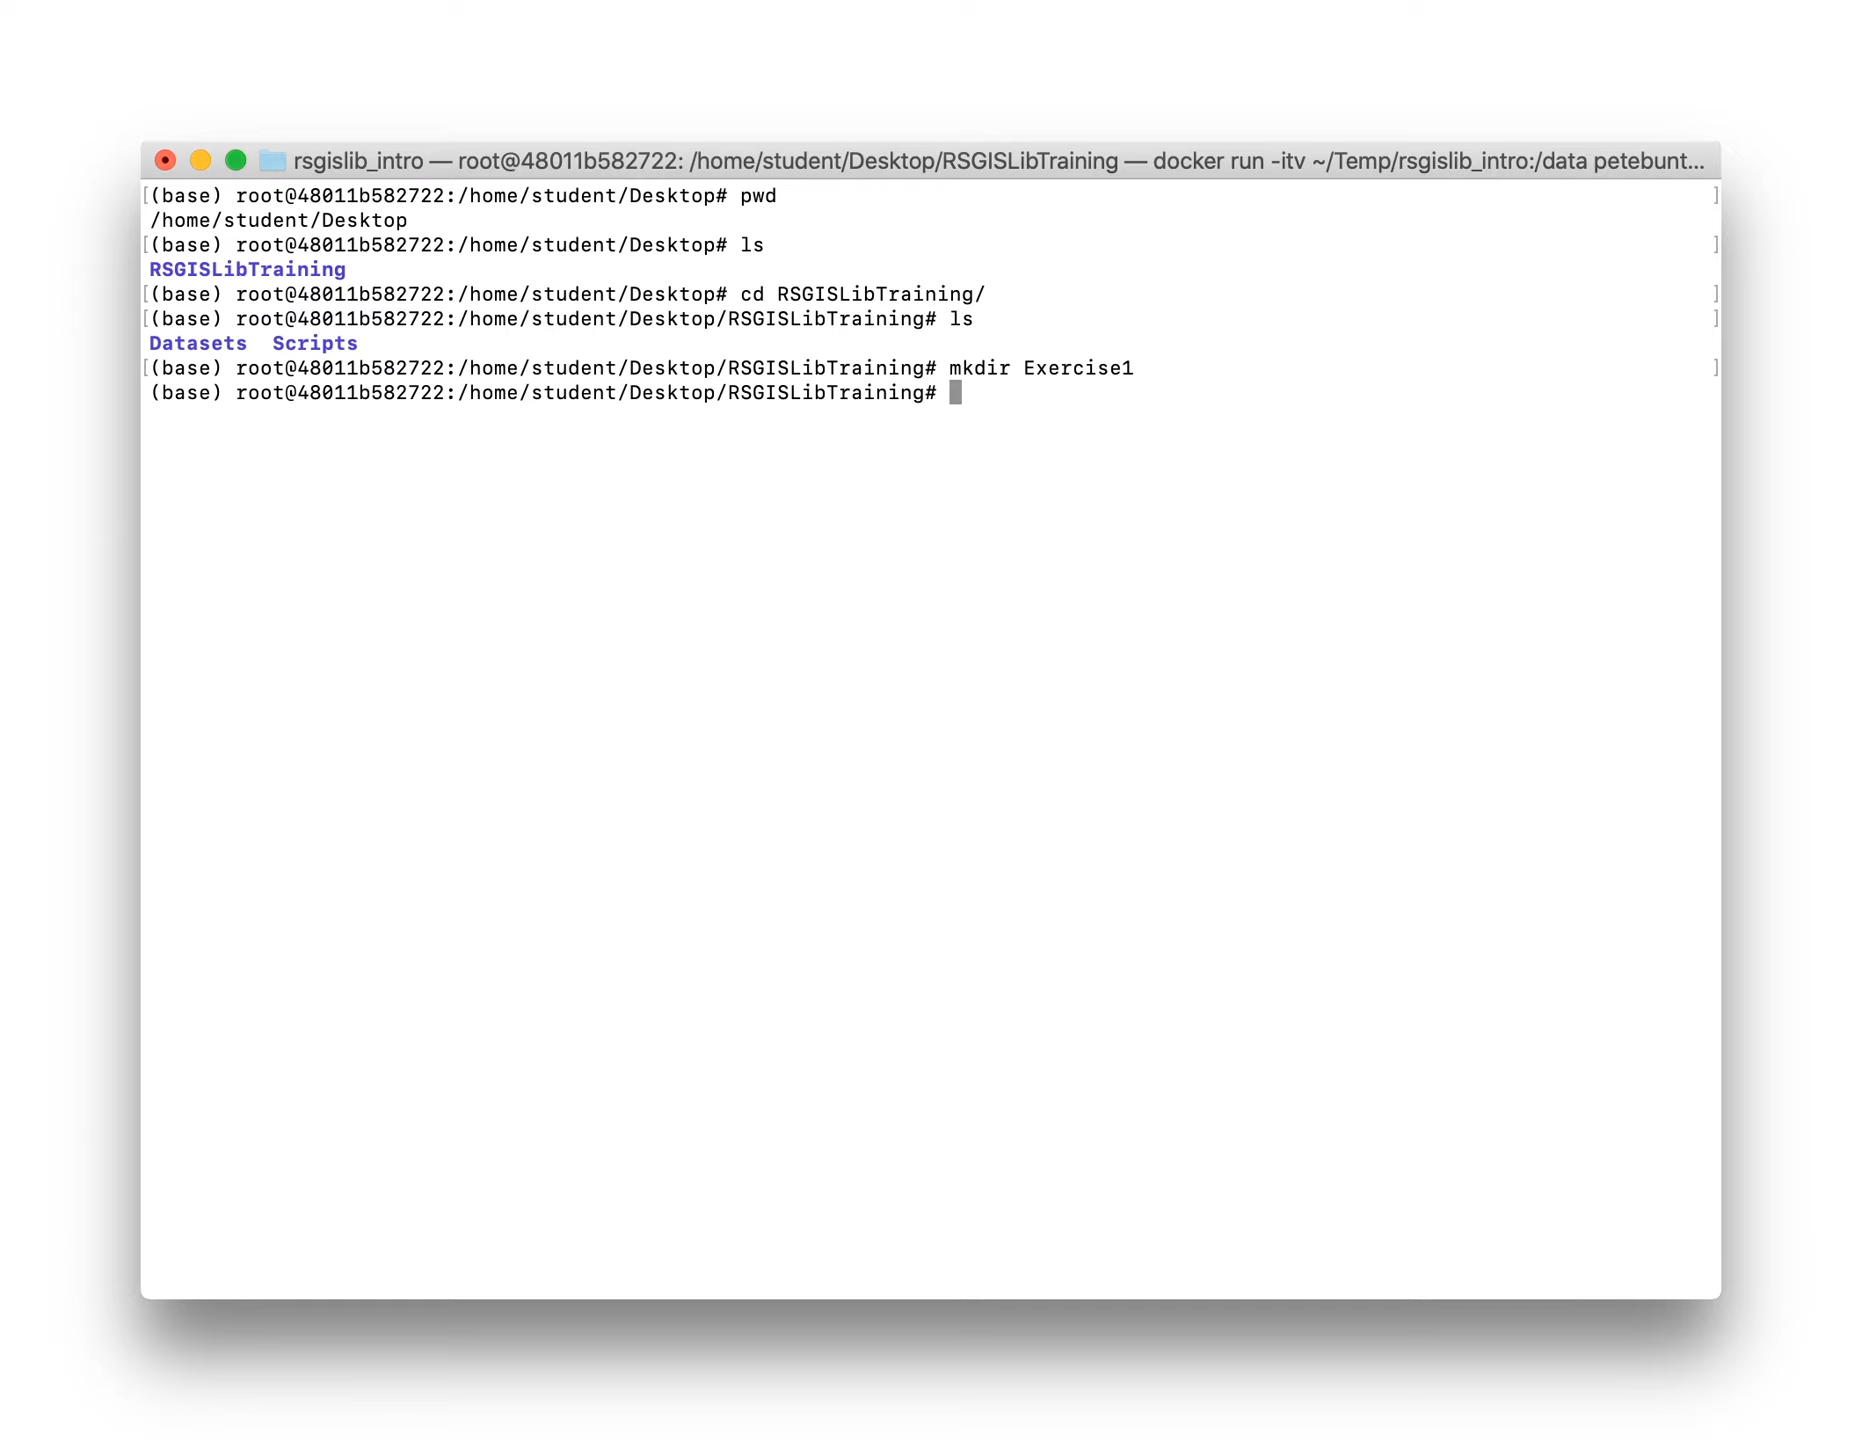 rsgislib_intro — root@48011b582722: /home/student/Desktop/RSGISLibTraining — docker run -itv ~/Temp/rsgislib_intro:/data petebunt...
[(base) root@48011b582722:/home/student/Desktop# pwd ]
/home/student/Desktop
[(base) root@48011b582722:/home/student/Desktop# ls ]
RSGISLibTraining
[(base) root@48011b582722:/home/student/Desktop# cd RSGISLibTraining/ ]
[(base) root@48011b582722:/home/student/Desktop/RSGISLibTraining# ls ]
Datasets  Scripts
[(base) root@48011b582722:/home/student/Desktop/RSGISLibTraining# mkdir Exercise1 ]
(base) root@48011b582722:/home/student/Desktop/RSGISLibTraining#